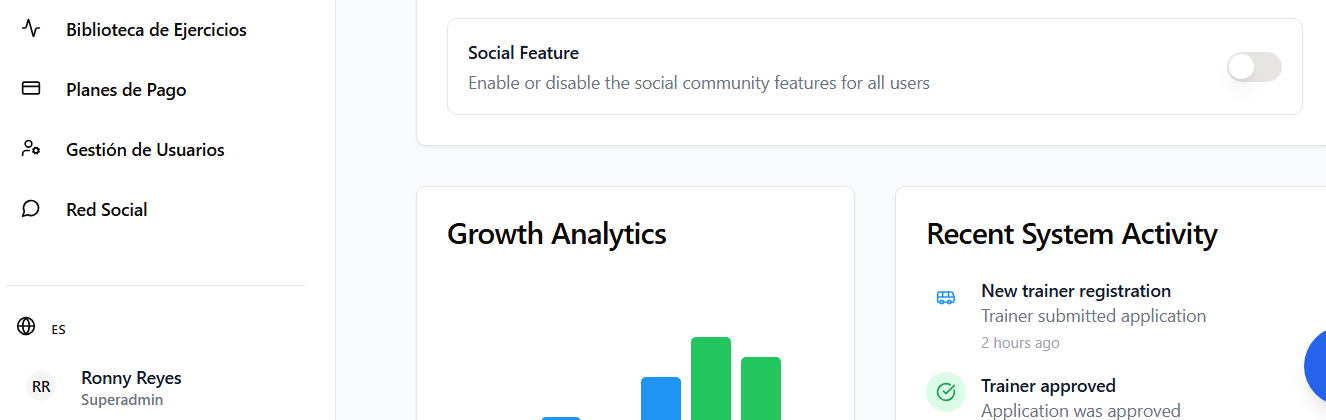 Biblioteca de Ejercicios
Planes de Pago
Gestión de Usuarios
Red Social
ES
RR
Ronny Reyes
Superadmin
Social Feature
Enable or disable the social community features for all users
Growth Analytics
Recent System Activity
New trainer registration
Trainer submitted application
2 hours ago
Trainer approved
Application was approved